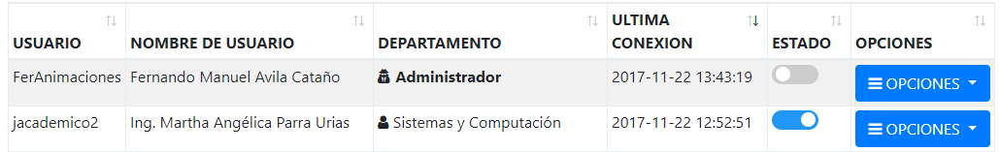 USUARIO NOMBRE DE USUARIO DEPARTAMENTO ULTIMA CONEXION ESTADO OPCIONES
FerAnimaciones Fernando Manuel Avila Cataño Administrador 2017-11-22 13:43:19 OPCIONES
jacademico2 Ing. Martha Angélica Parra Urias Sistemas y Computación 2017-11-22 12:52:51 OPCIONES